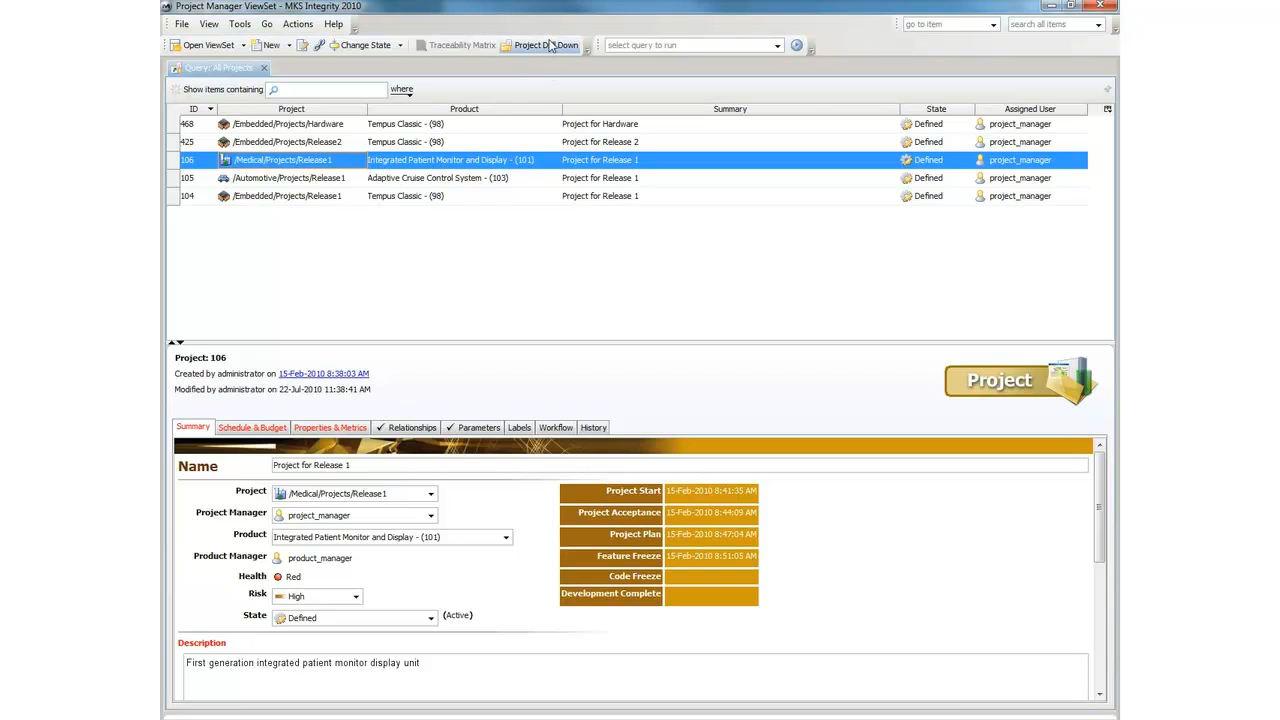 Project Manager ViewSet - MKS Integrity 2010
File View Tools Go Actions Help go to item search all items
Open ViewSet New Change State Traceability Matrix Project Down select query to run
Query: All Projects
Show items containing where
ID Project Product Summary State Assigned User
468 /Embedded/Projects/Hardware Tempus Classic - (98) Project for Hardware Defined project_manager
425 /Embedded/Projects/Release2 Tempus Classic - (98) Project for Release 2 Defined project_manager
106 /Medical/Projects/Release1 Integrated Patient Monitor and Display - (101) Project for Release 1 Defined project_manager
105 /Automotive/Projects/Release1 Adaptive Cruise Control System - (103) Project for Release 1 Defined project_manager
104 /Embedded/Projects/Release1 Tempus Classic - (98) Project for Release 1 Defined project_manager
Project: 106
Created by administrator on 15-Feb-2010 8:38:03 AM
Modified by administrator on 22-Jul-2010 11:38:41 AM
Project
Summary Schedule & Budget Properties & Metrics Relationships Parameters Labels Workflow History
Name Project for Release 1
Project /Medical/Projects/Release1 Project Start 15-Feb-2010 8:41:35 AM
Project Manager project_manager Project Acceptance 15-Feb-2010 8:44:09 AM
Product Integrated Patient Monitor and Display - (101) Project Plan 15-Feb-2010 8:47:04 AM
Product Manager product_manager Feature Freeze 15-Feb-2010 8:51:05 AM
Health Red Code Freeze
Risk High Development Complete
State Defined (Active)
Description
First generation integrated patient monitor display unit